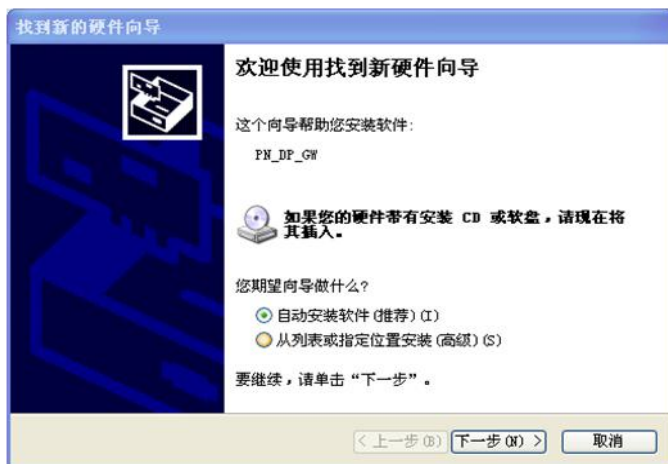 找到新的硬件向导
欢迎使用找到新硬件向导
这个向导帮助您安装软件:
PN_DP_GW
如果您的硬件带有安装 CD 或软盘，请现在将
其插入。
您期望向导做什么?
自动安装软件(推荐)(I)
从列表或指定位置安装(高级)(S)
要继续，请单击“下一步”。
< 上一步(B) 下一步(N) > 取消